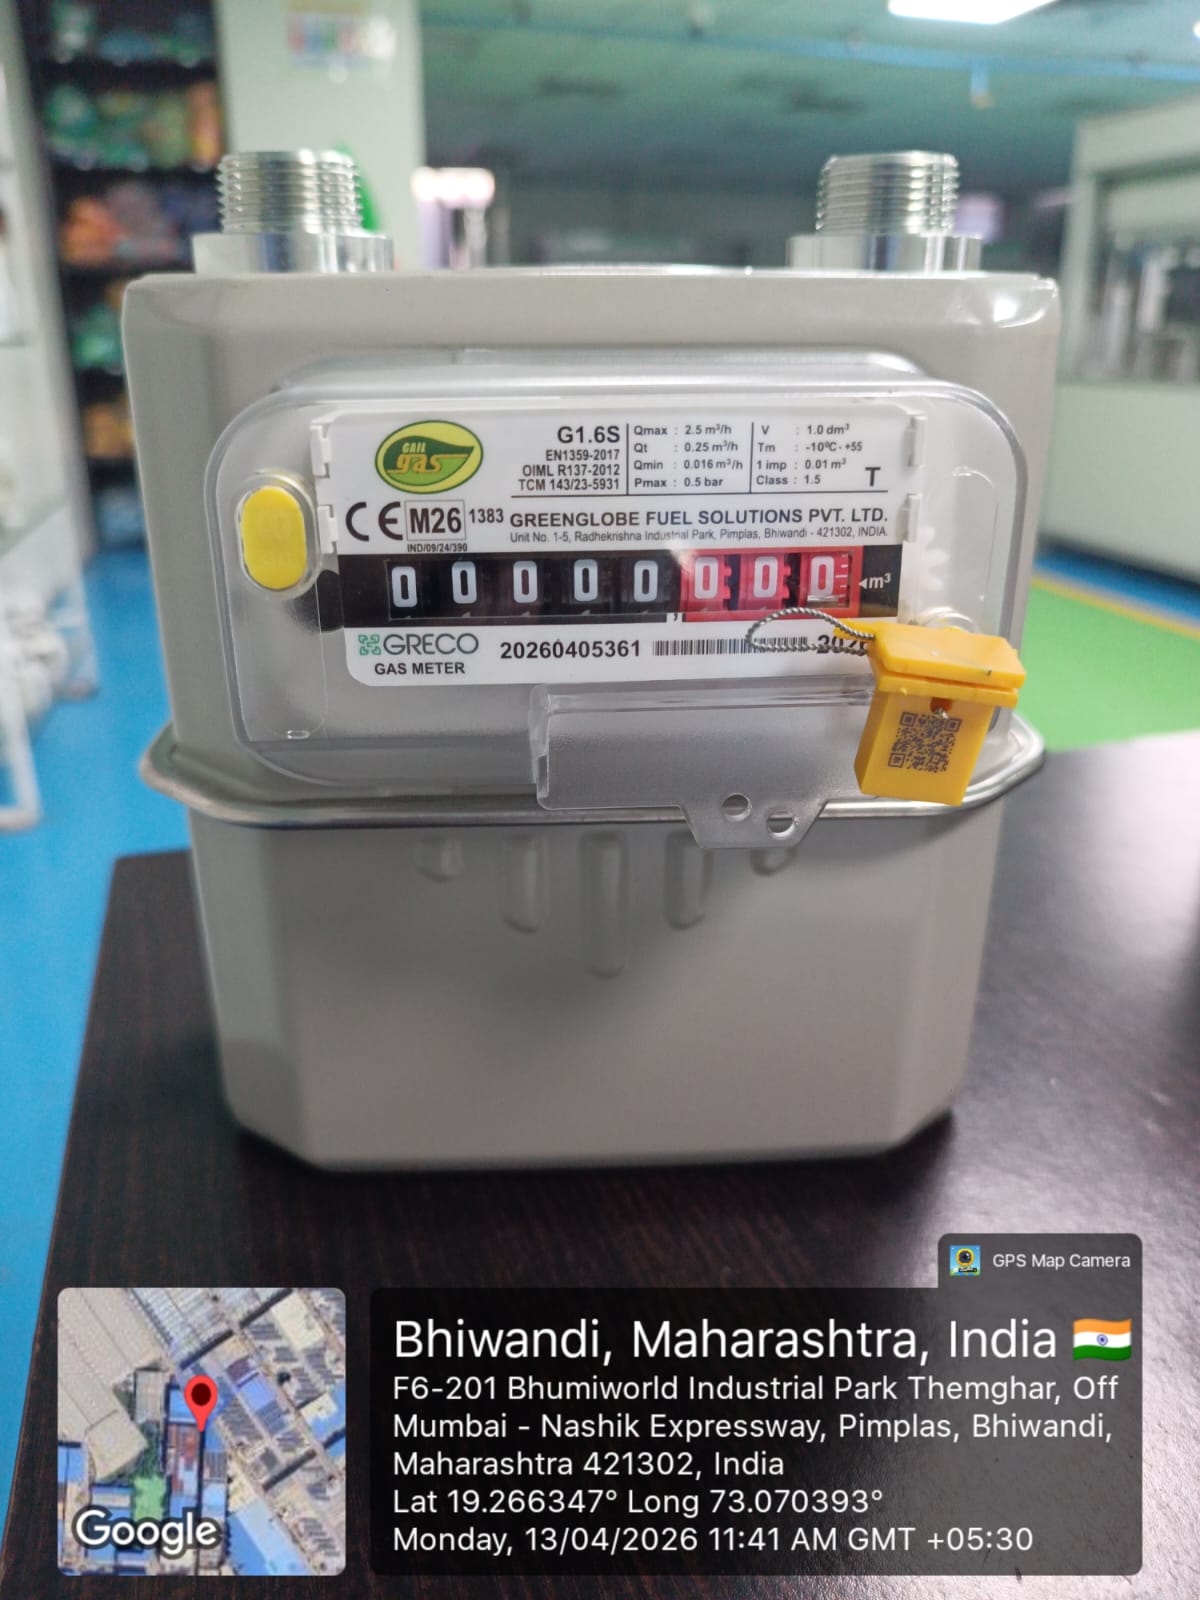 GAIL
gas
G1.6S
EN1359-2017
OIML R137-2012
TCM 143/23-5931
Qmax : 2.5 m³/h
Qt : 0.25 m³/h
Qmin : 0.016 m³/h
Pmax : 0.5 bar
V : 1.0 dm³
Tm : -10ºC- +55
1 imp : 0.01 m³
Class : 1.5
T
CE M26 1383
IND/09/24/390
GREENGLOBE FUEL SOLUTIONS PVT. LTD.
Unit No. 1-5, Radhekrishna Industrial Park, Pimplas, Bhiwandi - 421302, INDIA.
0 0 0 0 0 , 0 0 0 m³
GRECO
GAS METER
20260405361
GPS Map Camera
Bhiwandi, Maharashtra, India
F6-201 Bhumiworld Industrial Park Themghar, Off
Mumbai - Nashik Expressway, Pimplas, Bhiwandi,
Maharashtra 421302, India
Lat 19.266347° Long 73.070393°
Monday, 13/04/2026 11:41 AM GMT +05:30
Google